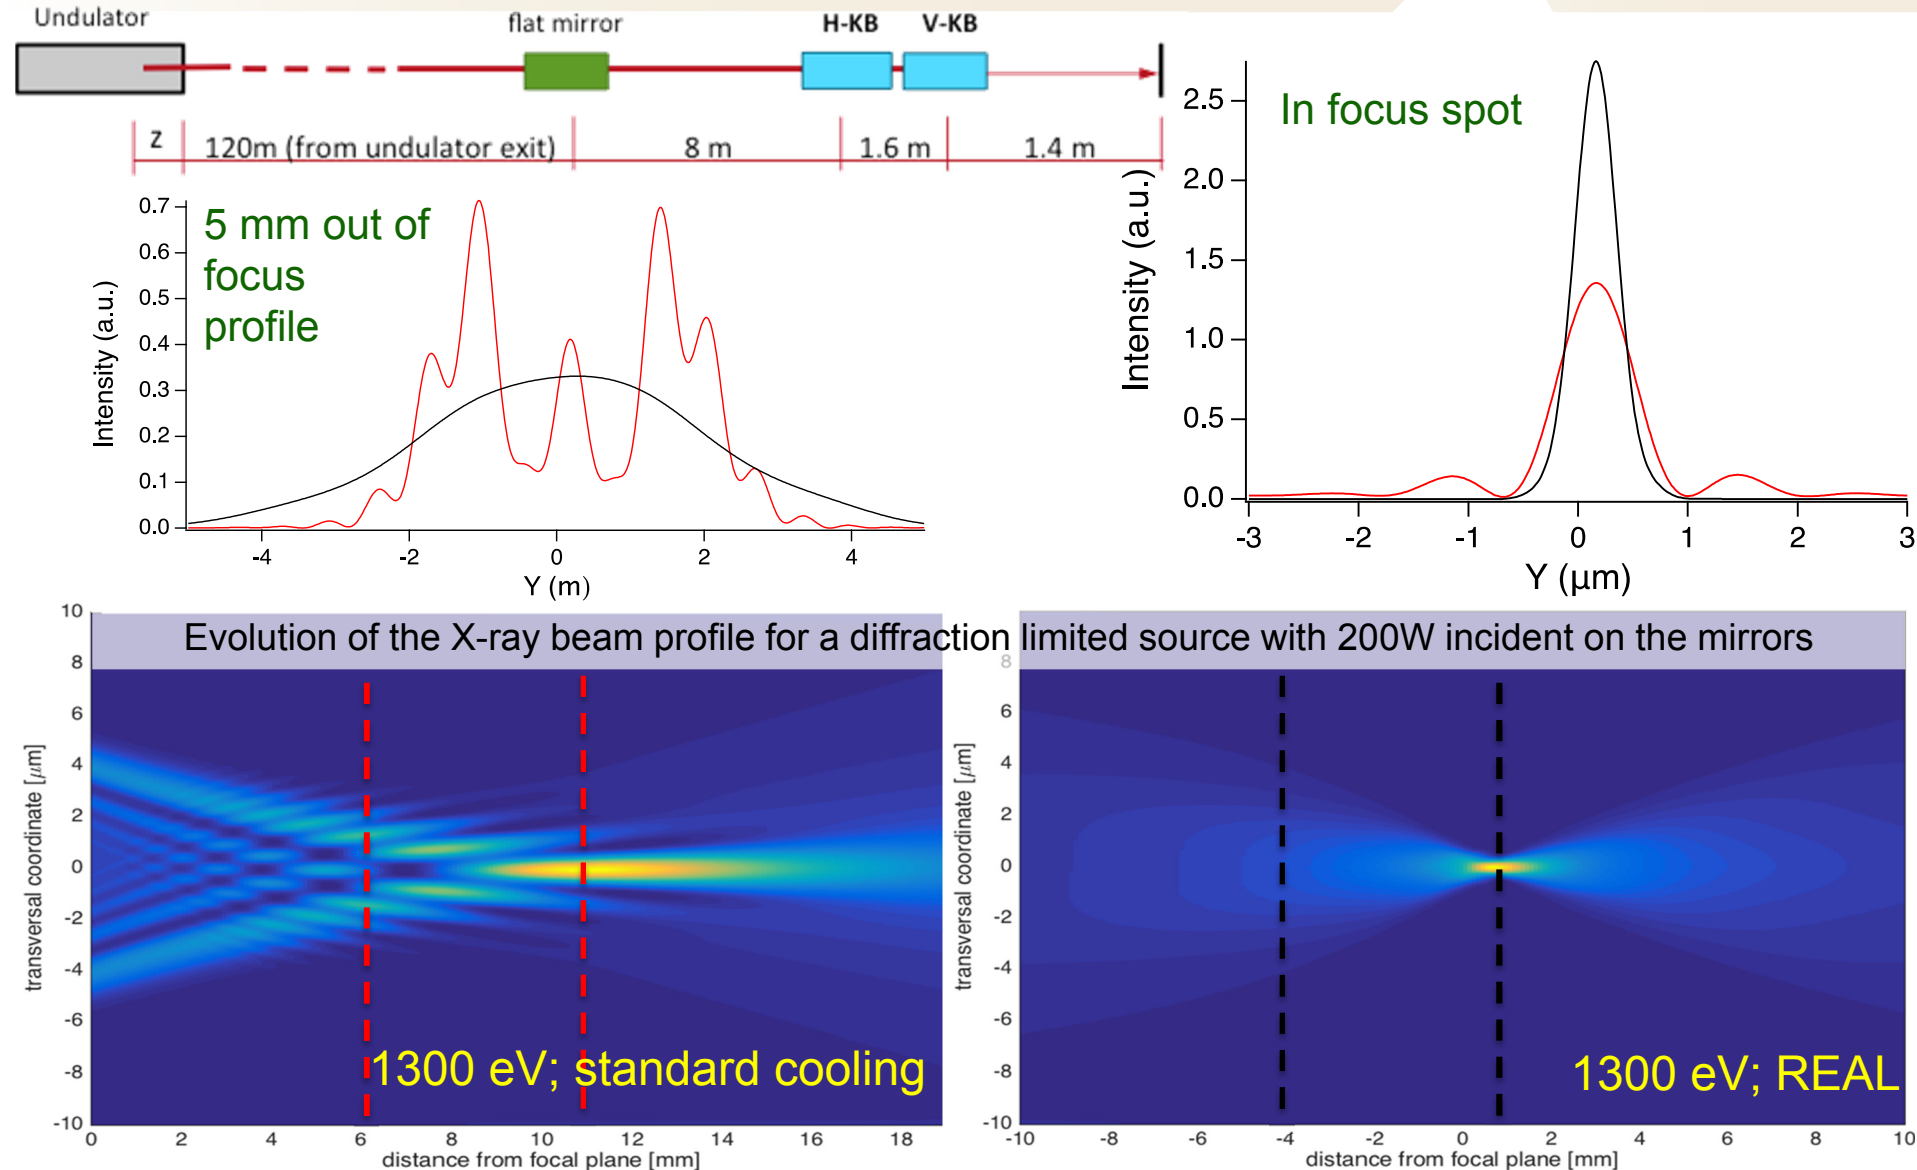 Undulator
flat mirror
H-KB
V-KB
z
120m (from undulator exit)
8 m
1.6 m
1.4 m
5 mm out of
focus
profile
Intensity (a.u.)
0.7
0.6
0.5
0.4
0.3
0.2
0.1
0.0
-4
-2
0
2
4
Y (m)
In focus spot
Intensity (a.u.)
2.5
2.0
1.5
1.0
0.5
0.0
-3
-2
-1
0
1
2
3
Y (μm)
Evolution of the X-ray beam profile for a diffraction limited source with 200W incident on the mirrors
transversal coordinate [μm]
10
8
6
4
2
0
-2
-4
-6
-8
-10
1300 eV; standard cooling
0
2
4
6
8
10
12
14
16
18
distance from focal plane [mm]
transversal coordinate [μm]
10
8
6
4
2
0
-2
-4
-6
-8
-10
1300 eV; REAL
-10
-8
-6
-4
-2
0
2
4
6
8
10
distance from focal plane [mm]